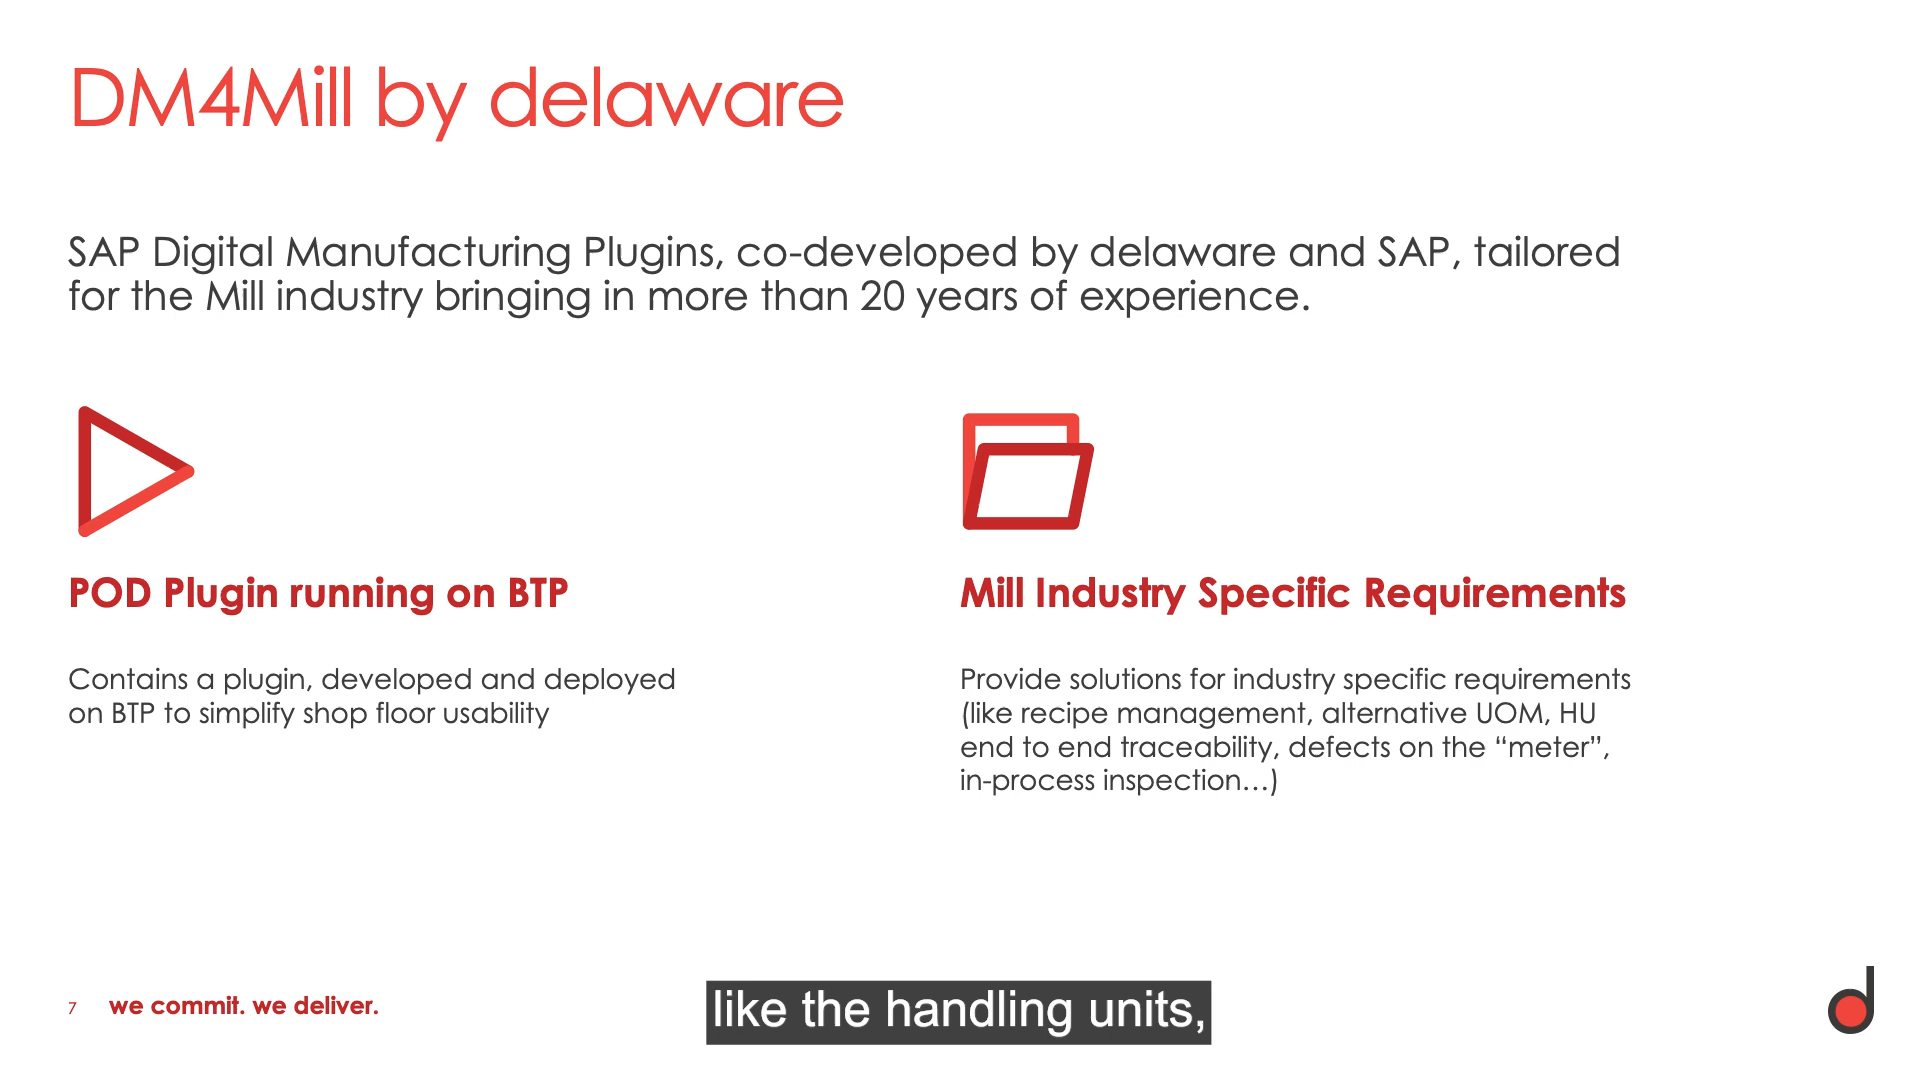 DM4Mill by delaware
SAP Digital Manufacturing Plugins, co-developed by delaware and SAP, tailored
for the Mill industry bringing in more than 20 years of experience.
POD Plugin running on BTP
Contains a plugin, developed and deployed
on BTP to simplify shop floor usability
Mill Industry Specific Requirements
Provide solutions for industry specific requirements
(like recipe management, alternative UOM, HU
end to end traceability, defects on the “meter”,
in-process inspection…)
7 we commit. we deliver.
like the handling units,